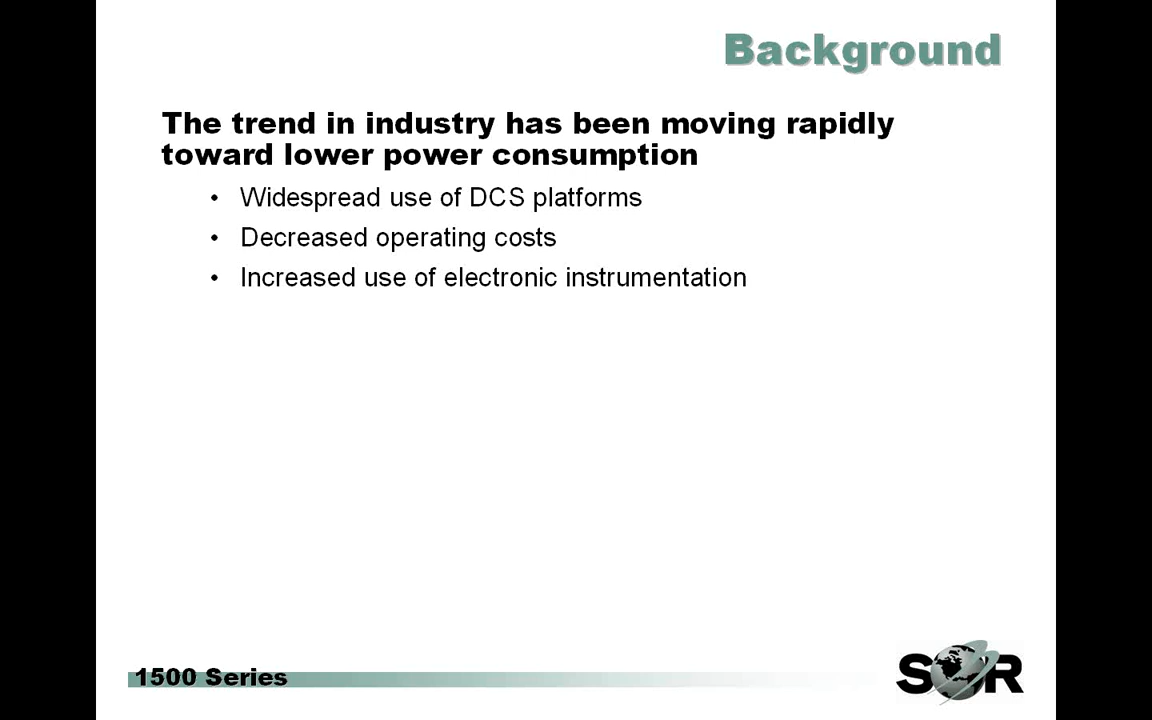 Background
The trend in industry has been moving rapidly
toward lower power consumption
• Widespread use of DCS platforms
• Decreased operating costs
• Increased use of electronic instrumentation
1500 Series
SOR